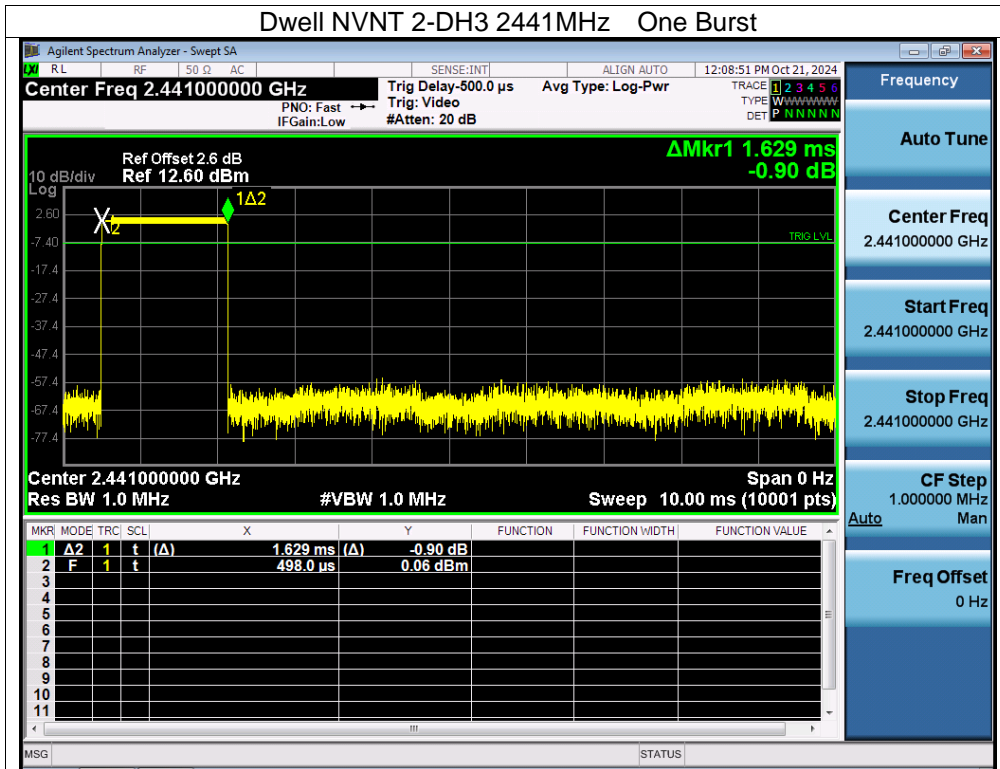 Dwell NVNT 2-DH3 2441MHz One Burst
Agilent Spectrum Analyzer - Swept SA
LXI RL RF 50 Ω AC SENSE:INT ALIGN AUTO 12:08:51 PM Oct 21, 2024
Center Freq 2.441000000 GHz
PNO: Fast
IFGain:Low
Trig Delay-500.0 µs
Trig: Video
#Atten: 20 dB
Avg Type: Log-Pwr
TRACE 1 2 3 4 5 6
TYPE WWWWWW
DET P N N N N N
Frequency
Auto Tune
Center Freq
2.441000000 GHz
Start Freq
2.441000000 GHz
Stop Freq
2.441000000 GHz
CF Step
1.000000 MHz
Auto Man
Freq Offset
0 Hz
ΔMkr1 1.629 ms
-0.90 dB
Ref Offset 2.6 dB
10 dB/div Ref 12.60 dBm
Log
1Δ2
2.60
2
-7.40
TRIG LVL
-17.4
-27.4
-37.4
-47.4
-57.4
-67.4
-77.4
Center 2.441000000 GHz Span 0 Hz
Res BW 1.0 MHz #VBW 1.0 MHz Sweep 10.00 ms (10001 pts)
MKR MODE TRC SCL X Y FUNCTION FUNCTION WIDTH FUNCTION VALUE
1 Δ2 1 t (Δ) 1.629 ms (Δ) -0.90 dB
2 F 1 t 498.0 µs 0.06 dBm
3
4
5
6
7
8
9
10
11
MSG STATUS